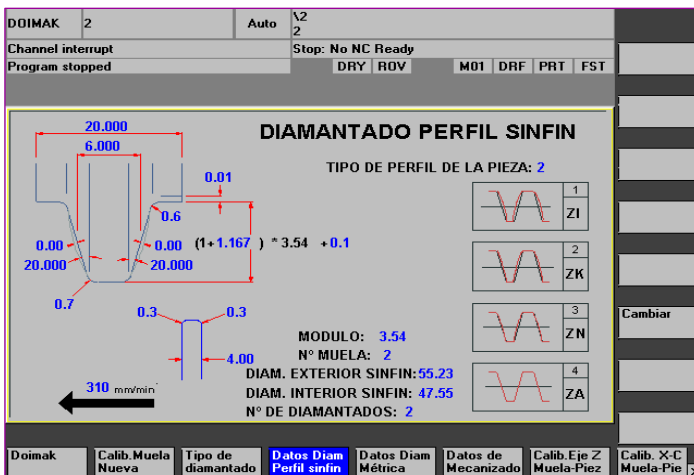 DOIMAK 2 Auto \2
2
Channel interrupt Stop: No NC Ready
Program stopped DRY ROV M01 DRF PRT FST
20.000
6.000
DIAMANTADO PERFIL SINFIN
TIPO DE PERFIL DE LA PIEZA: 2
0.01
1
ZI
0.6
0.00 0.00 (1+1.167 ) * 3.54 +0.1
20.000 20.000
2
ZK
0.7
0.3 0.3
3
ZN
Cambiar
MODULO: 3.54
Nº MUELA: 2
4.00
DIAM. EXTERIOR SINFIN:55.23
4
ZA
310 mm/min
DIAM. INTERIOR SINFIN: 47.55
Nº DE DIAMANTADOS: 2
Doimak
Calib.Muela
Nueva
Tipo de
diamantado
Datos Diam
Perfil sinfin
Datos Diam
Métrica
Datos de
Mecanizado
Calib.Eje Z
Muela-Piez
Calib. X-C
Muela-Pie